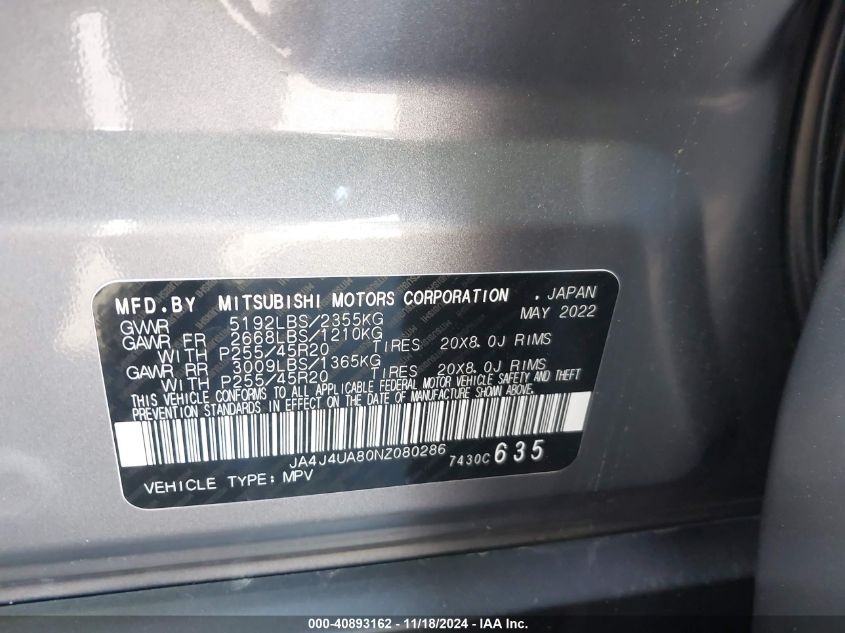 MFD.BY MITSUBISHI MOTORS CORPORATION . JAPAN
MAY 2022
GVWR 5192LBS/2355KG
GAWR FR 2668LBS/1210KG
WITH P255/45R20 TIRES 20X8.0J RIMS
GAWR RR 3009LBS/1365KG
WITH P255/45R20 TIRES 20X8.0J RIMS
THIS VEHICLE CONFORMS TO ALL APPLICABLE FEDERAL MOTOR VEHICLE SAFETY AND THEFT
PREVENTION STANDARDS IN EFFECT ON THE DATE OF MANUFACTURE SHOWN ABOVE.
JA4J4UA80NZ080286 7430C 635
VEHICLE TYPE: MPV
000-40893162 - 11/18/2024 - IAA Inc.